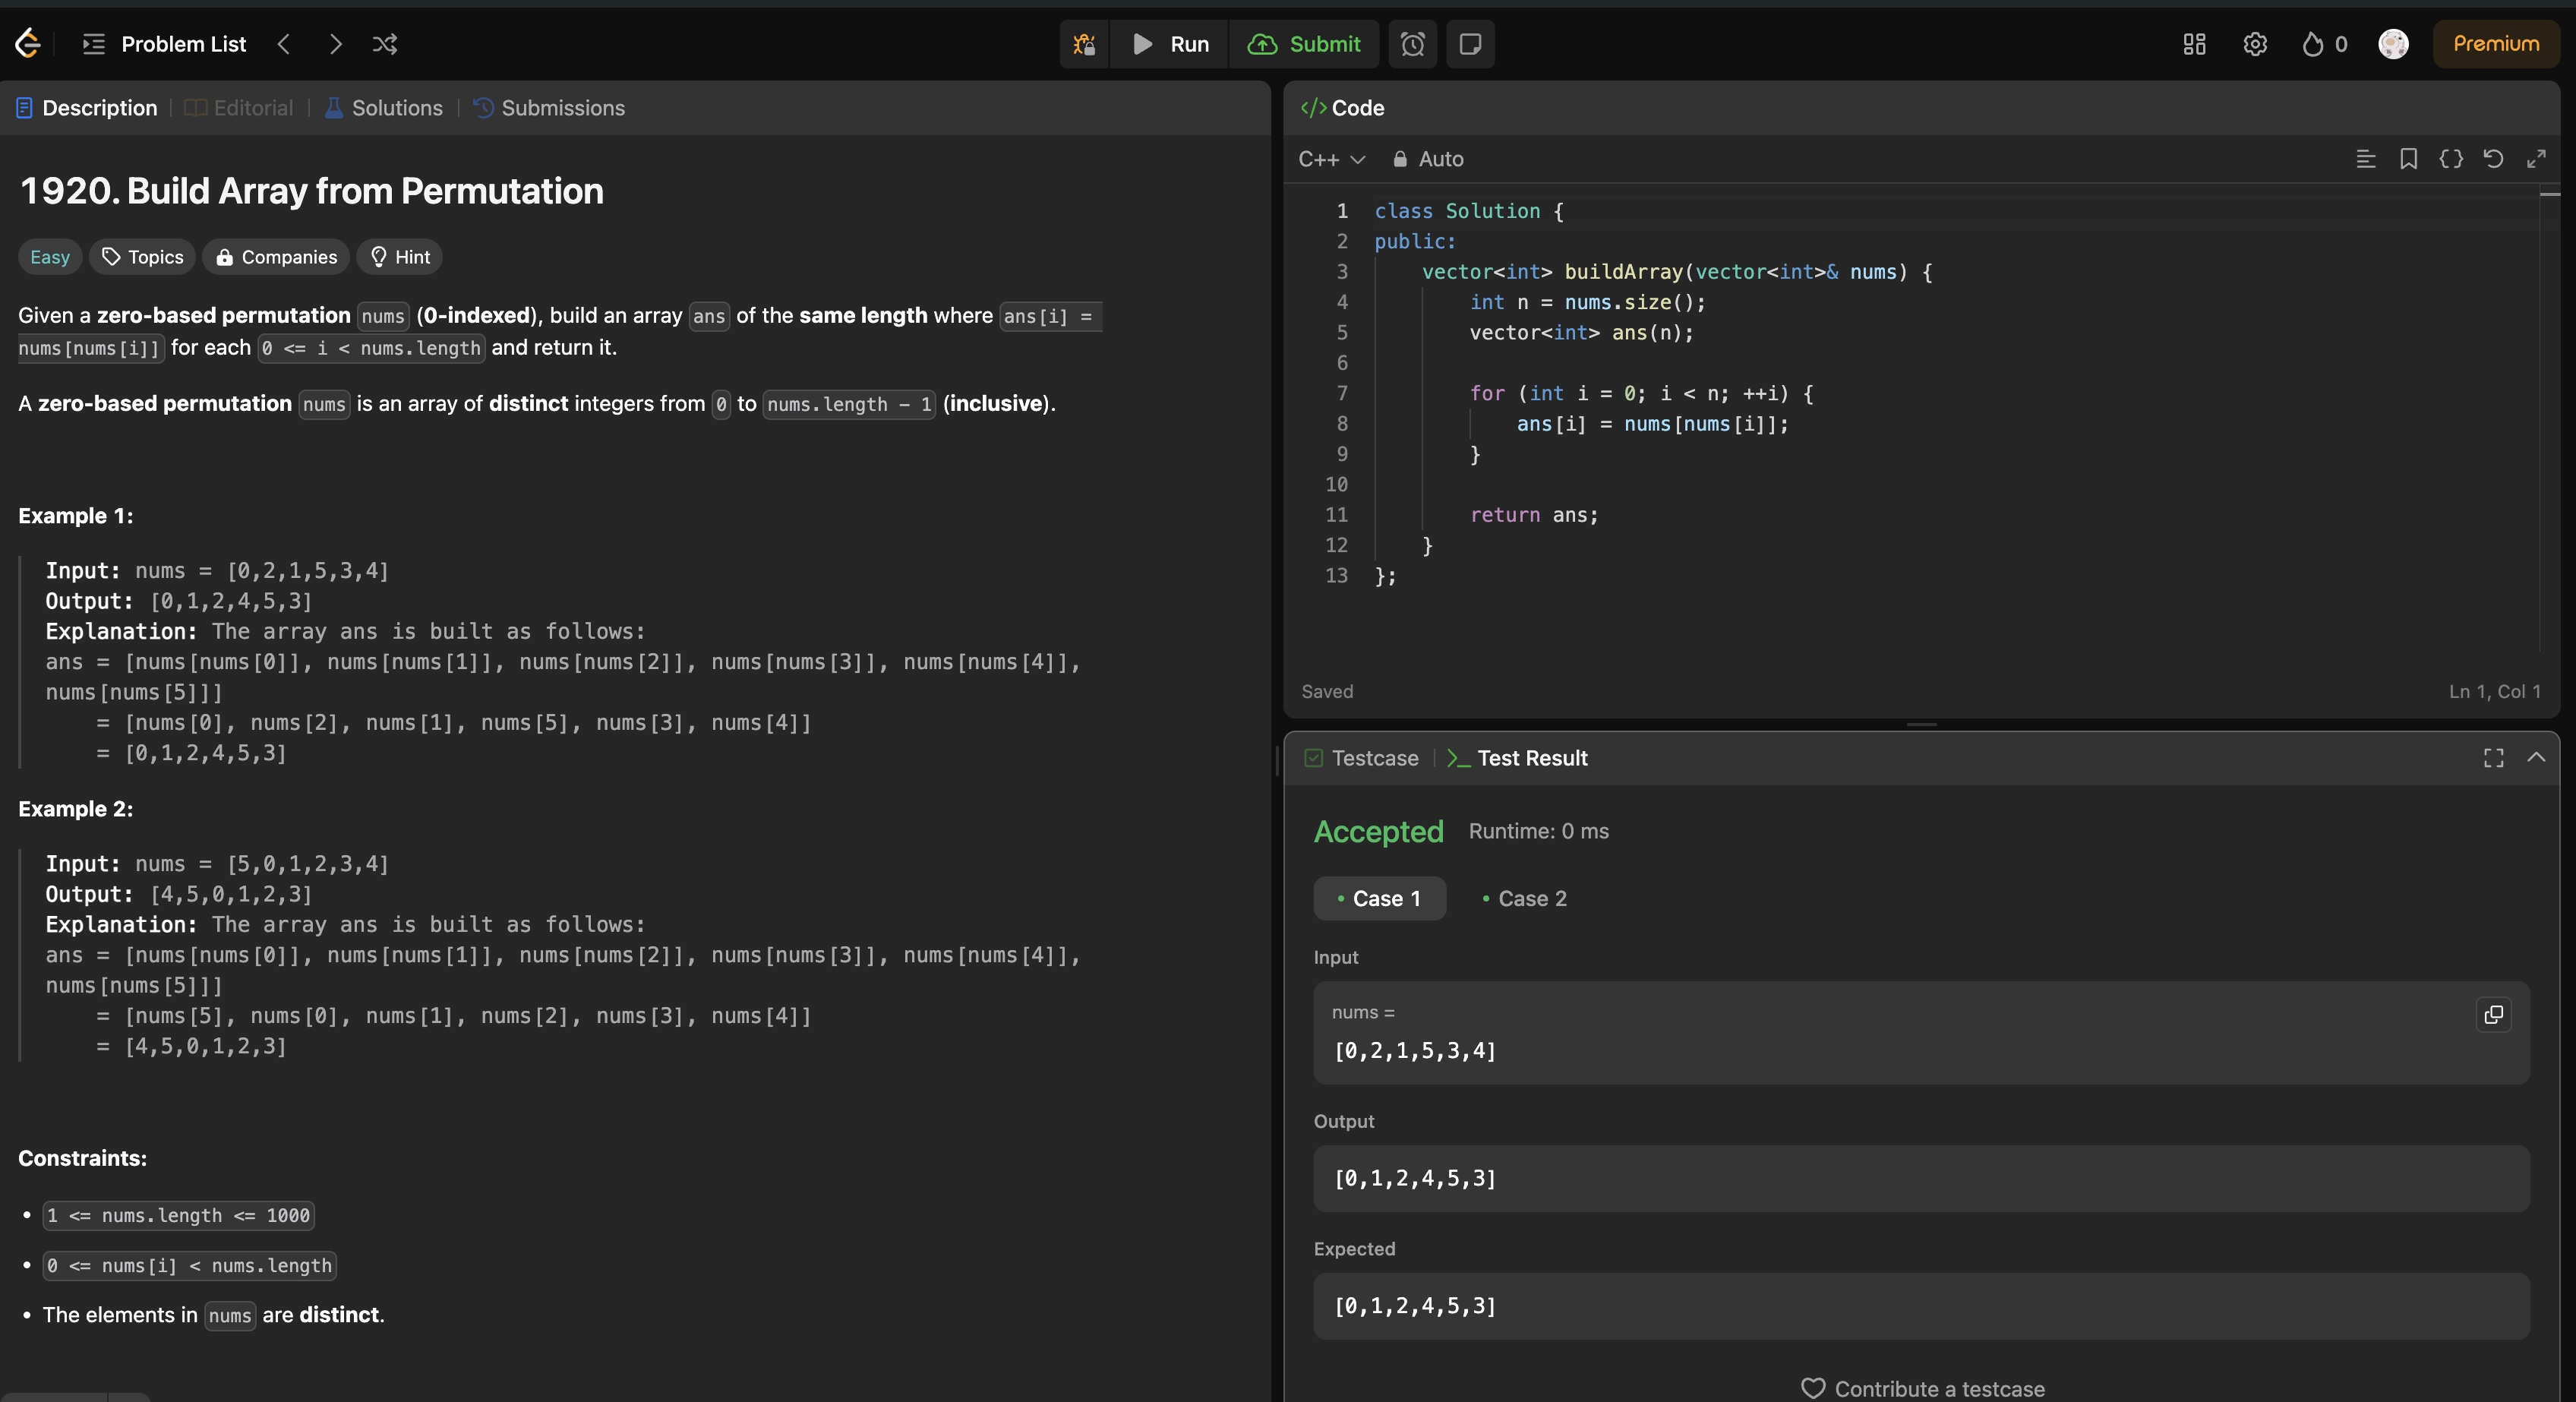 Problem List
Run
Submit
0
Premium
Description
Editorial
Solutions
Submissions
1920. Build Array from Permutation
Easy
Topics
Companies
Hint
Given a zero-based permutation nums (0-indexed), build an array ans of the same length where ans[i] =
nums[nums[i]] for each 0 <= i < nums.length and return it.
A zero-based permutation nums is an array of distinct integers from 0 to nums.length - 1 (inclusive).
Example 1:
Input: nums = [0,2,1,5,3,4]
Output: [0,1,2,4,5,3]
Explanation: The array ans is built as follows:
ans = [nums[nums[0]], nums[nums[1]], nums[nums[2]], nums[nums[3]], nums[nums[4]],
nums[nums[5]]]
= [nums[0], nums[2], nums[1], nums[5], nums[3], nums[4]]
= [0,1,2,4,5,3]
Example 2:
Input: nums = [5,0,1,2,3,4]
Output: [4,5,0,1,2,3]
Explanation: The array ans is built as follows:
ans = [nums[nums[0]], nums[nums[1]], nums[nums[2]], nums[nums[3]], nums[nums[4]],
nums[nums[5]]]
= [nums[5], nums[0], nums[1], nums[2], nums[3], nums[4]]
= [4,5,0,1,2,3]
Constraints:
• 1 <= nums.length <= 1000
• 0 <= nums[i] < nums.length
• The elements in nums are distinct.
</> Code
C++
Auto
1 class Solution {
2 public:
3 vector<int> buildArray(vector<int>& nums) {
4 int n = nums.size();
5 vector<int> ans(n);
6
7 for (int i = 0; i < n; ++i) {
8 ans[i] = nums[nums[i]];
9 }
10
11 return ans;
12 }
13 };
Saved
Ln 1, Col 1
Testcase
Test Result
Accepted
Runtime: 0 ms
• Case 1
• Case 2
Input
nums =
[0,2,1,5,3,4]
Output
[0,1,2,4,5,3]
Expected
[0,1,2,4,5,3]
Contribute a testcase